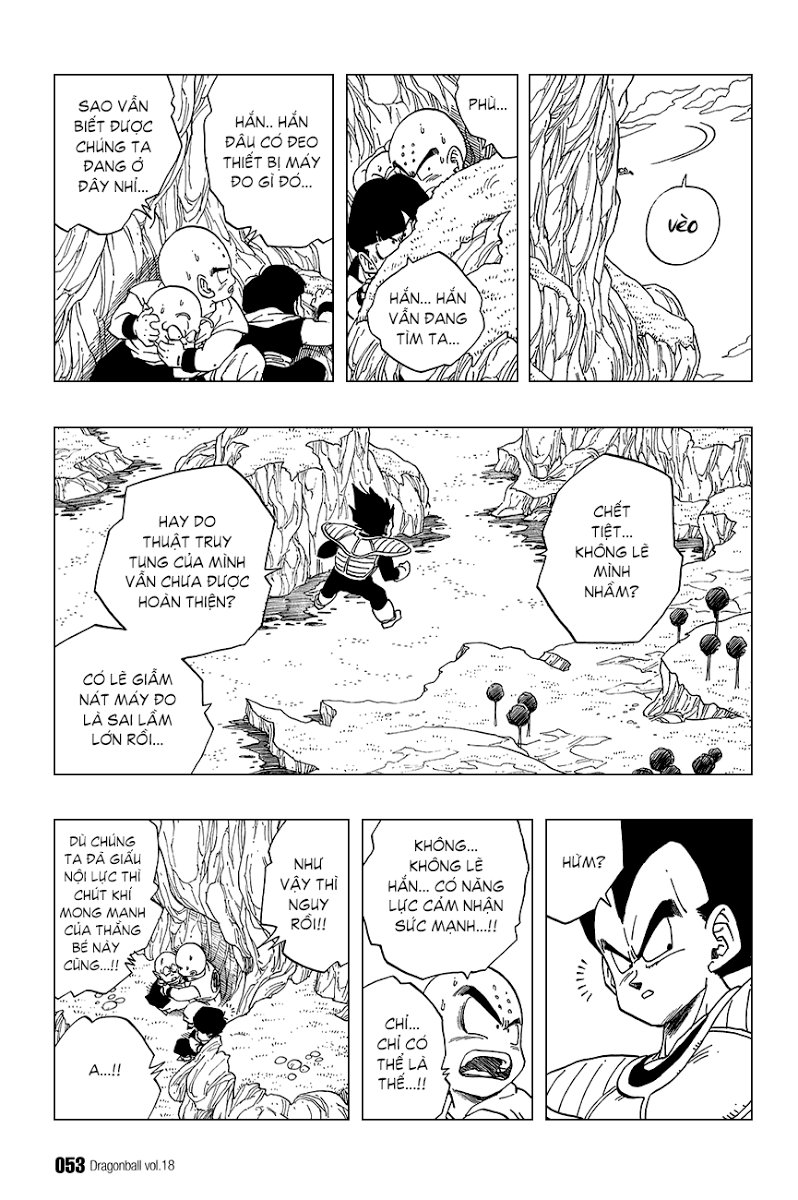 VÈO
PHÙ...
HẮN... HẮN
VẪN ĐANG
TÌM TA...
HẮN.. HẮN
ĐÂU CÓ ĐEO
THIẾT BỊ MÁY
ĐO GÌ ĐÓ...
SAO VẪN
BIẾT ĐƯỢC
CHÚNG TA
ĐANG Ở
ĐÂY NHỈ...
CHẾT
TIỆT...
KHÔNG LẼ
MÌNH
NHẦM?
HAY DO
THUẬT TRUY
TUNG CỦA MÌNH
VẪN CHƯA ĐƯỢC
HOÀN THIỆN?
CÓ LẼ GIẪM
NÁT MÁY ĐO
LÀ SAI LẦM
LỚN RỒI...
HỪM?
KHÔNG...
KHÔNG LẼ
HẮN... CÓ NĂNG
LỰC CẢM NHẬN
SỨC MẠNH...!!
CHỈ...
CHỈ CÓ
THỂ LÀ
THẾ...!!
NHƯ
VẬY THÌ
NGUY
RỒI!!
DÙ CHÚNG
TA ĐÃ GIẤU
NỘI LỰC THÌ
CHÚT KHÍ
MONG MANH
CỦA THẰNG
BÉ NÀY
CŨNG...!!
A...!!
053 Dragonball vol.18